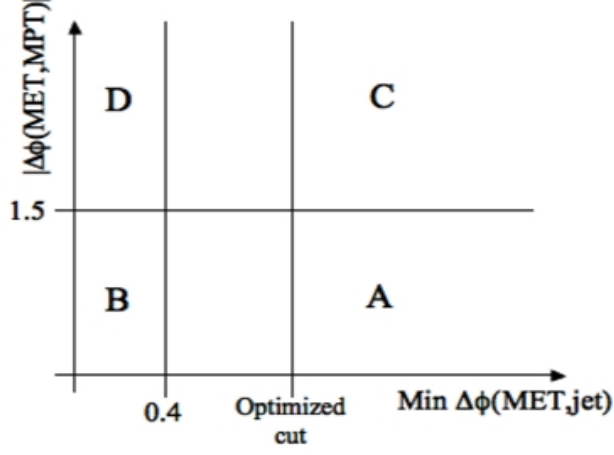 |Δϕ(MET,MPT)|
D
C
1.5
B
A
0.4
Optimized
cut
Min Δϕ(MET,jet)